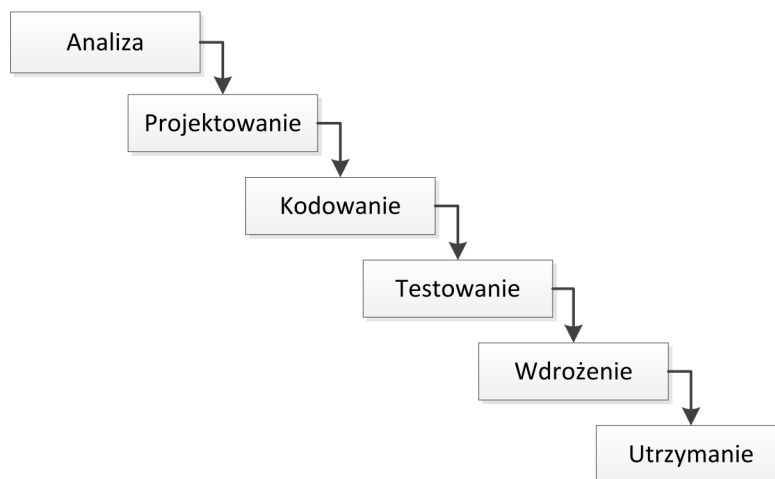 Analiza
Projektowanie
Kodowanie
Testowanie
Wdrożenie
Utrzymanie